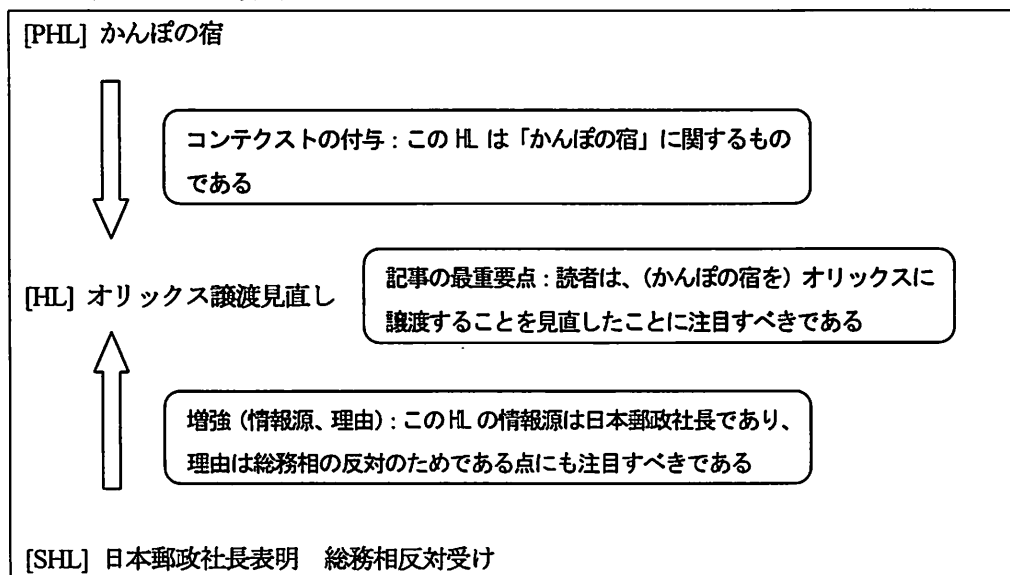 [PHL] かんぽの宿
コンテクストの付与：この HL は「かんぽの宿」に関するもの
である
[HL] オリックス譲渡見直し
記事の最重要点：読者は、（かんぽの宿を）オリックスに
譲渡することを見直したことに注目すべきである
増強（情報源、理由）：この HL の情報源は日本郵政社長であり、
理由は総務相の反対のためである点にも注目すべきである
[SHL] 日本郵政社長表明　総務相反対受け